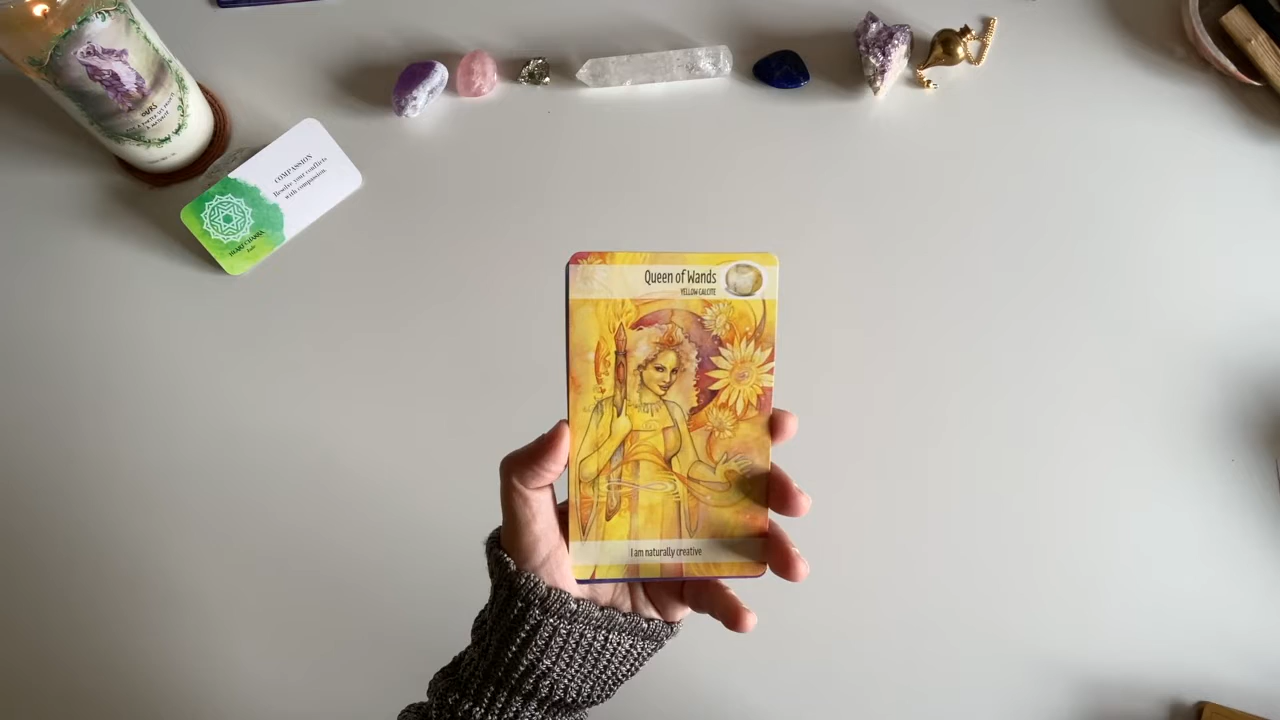 COMPASSION
Resolve your conflicts
with compassion.
HEART CHAKRA
Queen of Wands
YELLOW CALCITE
I am naturally creative